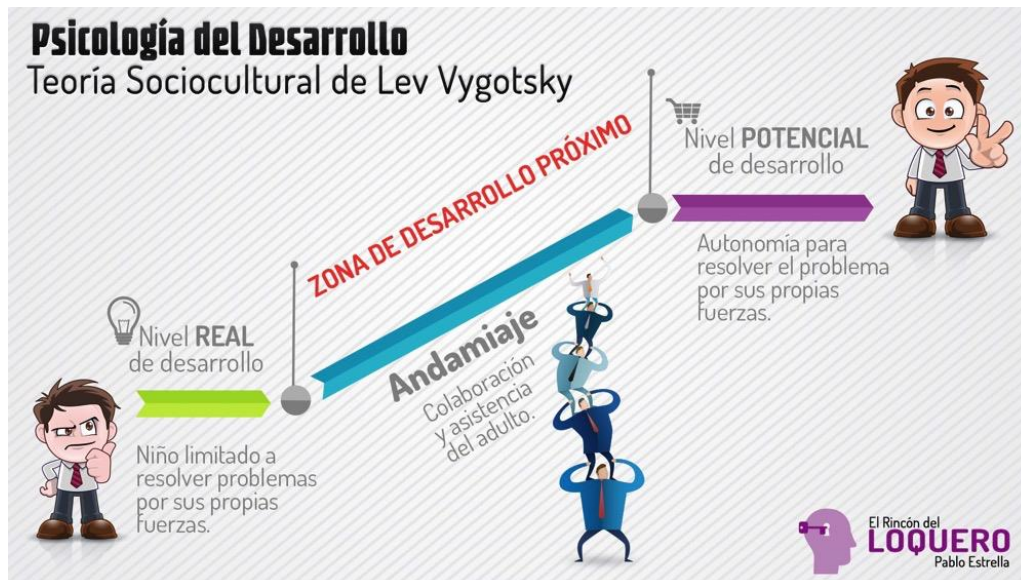 Psicología del Desarrollo
Teoría Sociocultural de Lev Vygotsky
Nivel REAL
de desarrollo
Niño limitado a
resolver problemas
por sus propias
fuerzas.
ZONA DE DESARROLLO PRÓXIMO
Andamiaje
Colaboración
y asistencia
del adulto.
Nivel POTENCIAL
de desarrollo
Autonomía para
resolver el problema
por sus propias
fuerzas.
El Rincón del
LOQUERO
Pablo Estrella